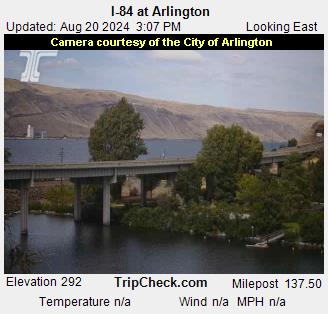 I-84 at Arlington
Updated: Aug 20 2024 3:07 PM Looking East
Camera courtesy of the City of Arlington
Elevation 292 TripCheck.com Milepost 137.50
Temperature n/a Wind n/a MPH n/a